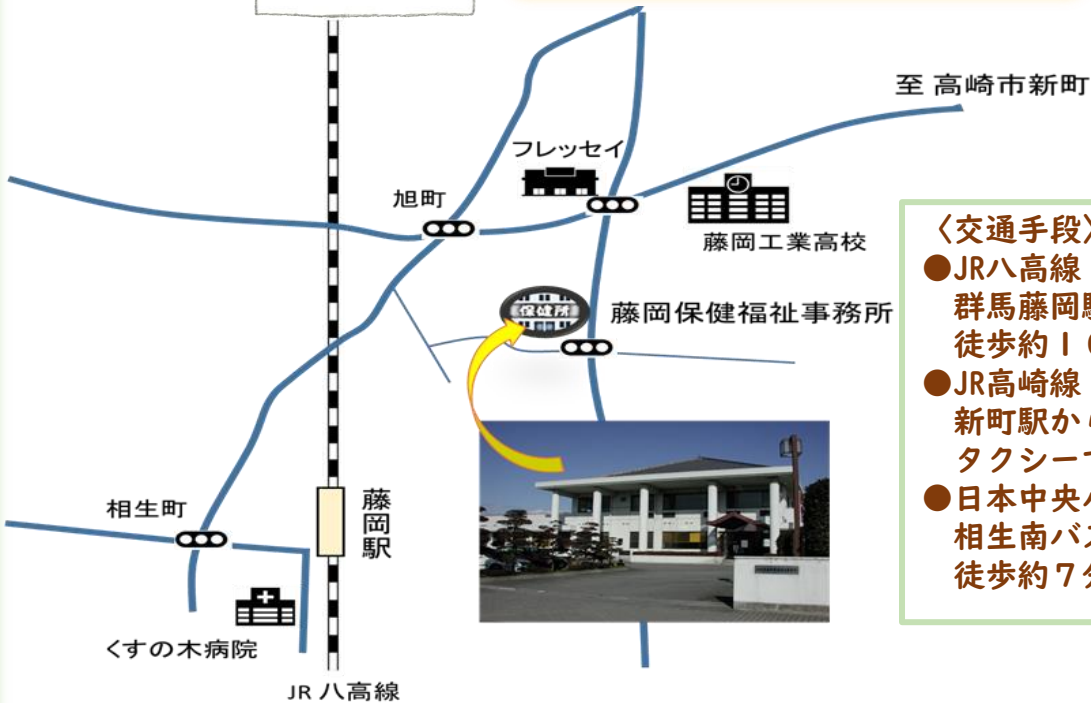 至 高崎市新町
フレッセイ
旭町
藤岡工業高校
保健所
藤岡保健福祉事務所
相生町
藤岡駅
くすの木病院
JR 八高線
〈交通手段〉
●JR八高線
群馬藤岡駅
徒歩約1
●JR高崎線
新町駅から
タクシーで
●日本中央バ
相生南バス
徒歩約7分